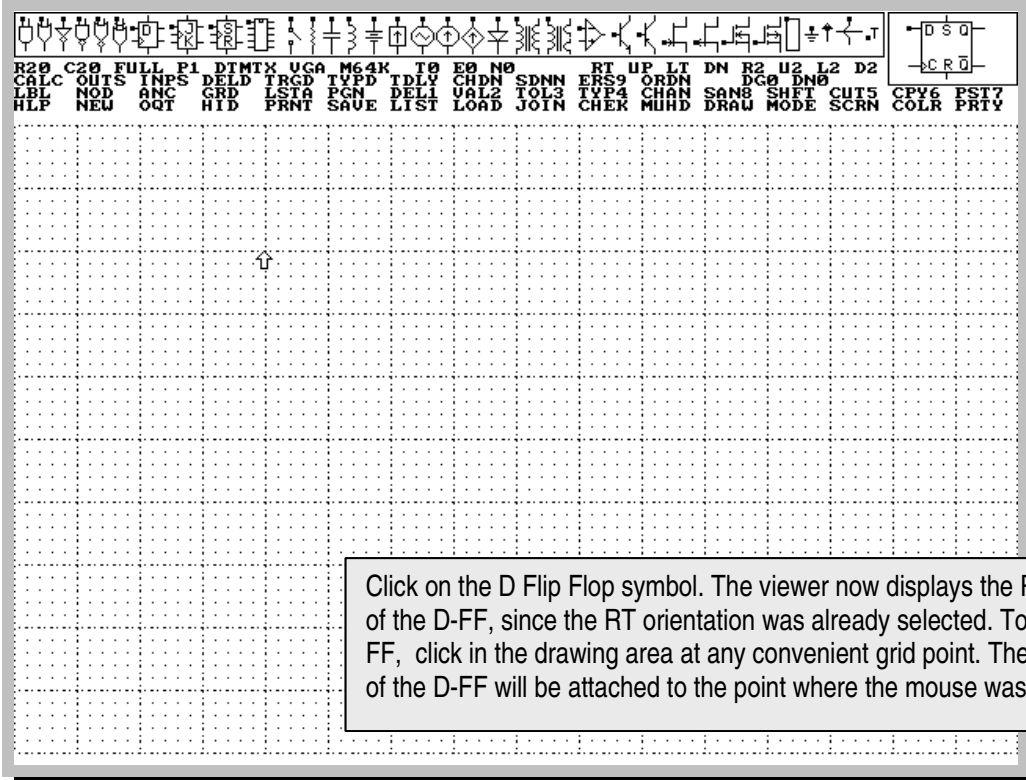 D S Q
C R Q̅
D
JK
SR
T
R20 C20 FULL P1 DTMTX VGA M64K T0 E0 N0 RT UP LT DN R2 U2 L2 D2
CALC OUTS INPS DELD TRGD TYPD TDLY CHDN SDNN ERS9 ORDN DG0 DN0
LBL NOD ANC GRD LSTA PGN DEL1 VAL2 TOL3 TYP4 CHAN SAN8 SHFT CUT5 CPY6 PST7
HLP NEW OQT HID PRNT SAVE LIST LOAD JOIN CHEK MUHD DRAW MODE SCRN COLR PRTY
Click on the D Flip Flop symbol. The viewer now displays the
of the D-FF, since the RT orientation was already selected. To
FF, click in the drawing area at any convenient grid point. The
of the D-FF will be attached to the point where the mouse was